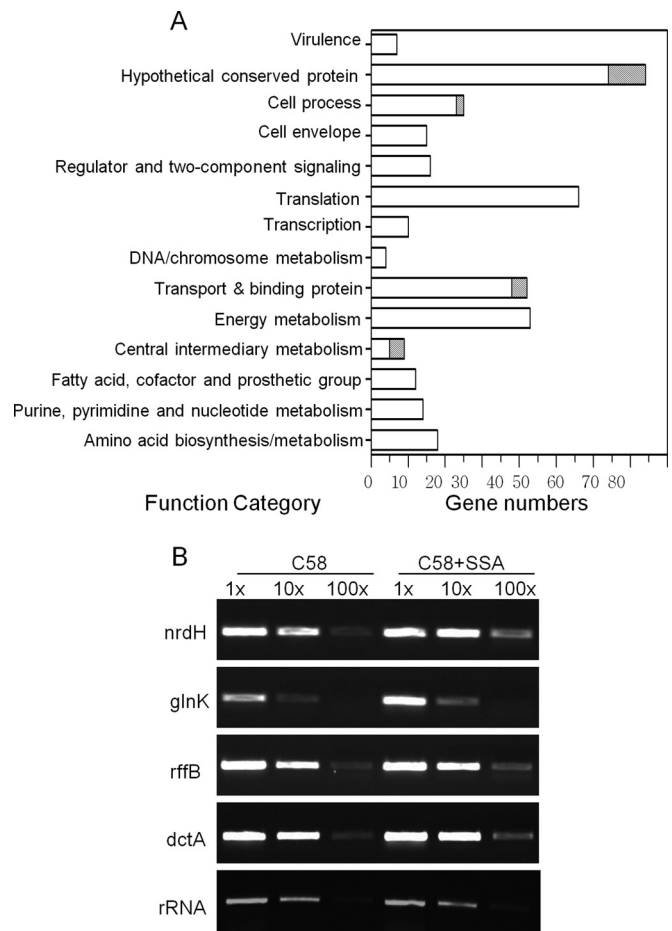 A
Virulence
Hypothetical conserved protein
Cell process
Cell envelope
Regulator and two-component signaling
Translation
Transcription
DNA/chromosome metabolism
Transport & binding protein
Energy metabolism
Central intermediary metabolism
Fatty acid, cofactor and prosthetic group
Purine, pyrimidine and nucleotide metabolism
Amino acid biosynthesis/metabolism
0 10 20 30 40 50 60 70 80
Function Category Gene numbers
B
C58 C58+SSA
1x 10x 100x 1x 10x 100x
nrdH
glnK
rffB
dctA
rRNA